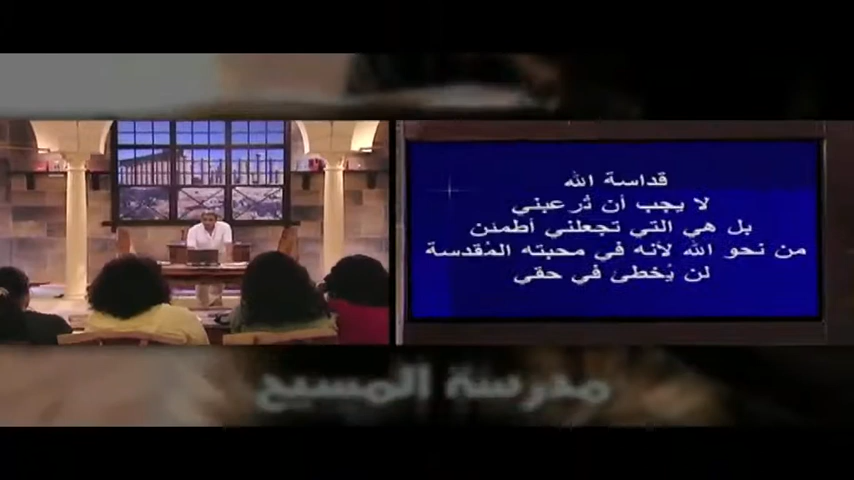 قداسة الله
لا يجب أن تُرعبني
بل هي التي تجعلني أطمئن
من نحو الله لأنه في محبته المُقدسة
لن يُخطئ في حقي
مدرسة المسيح